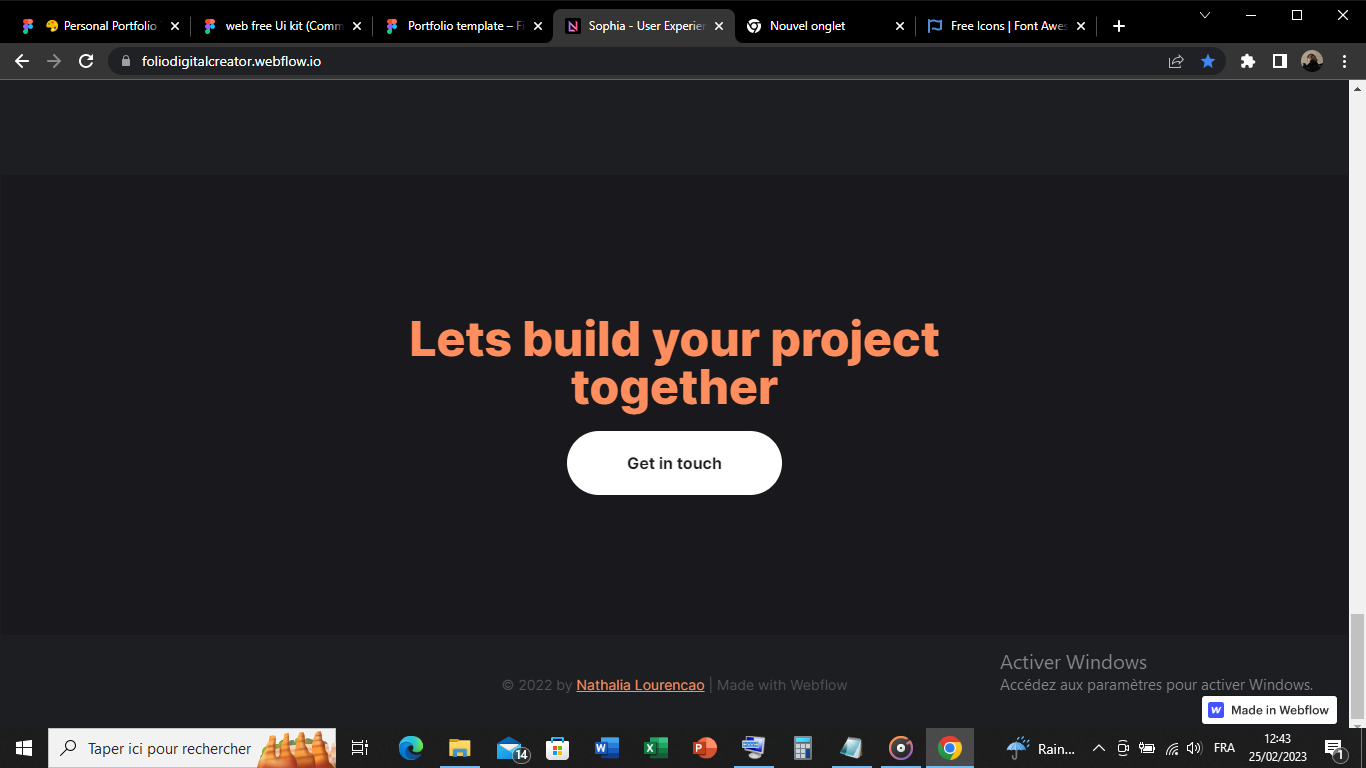 Personal Portfolio
web free Ui kit (Comm
Portfolio template – Fi
Sophia - User Experien
Nouvel onglet
Free Icons | Font Awes
foliodigitalcreator.webflow.io
Lets build your project
together
Get in touch
© 2022 by Nathalia Lourencao | Made with Webflow
Activer Windows
Accédez aux paramètres pour activer Windows.
Made in Webflow
Taper ici pour rechercher
14
Rain...
FRA
12:43
25/02/2023
1